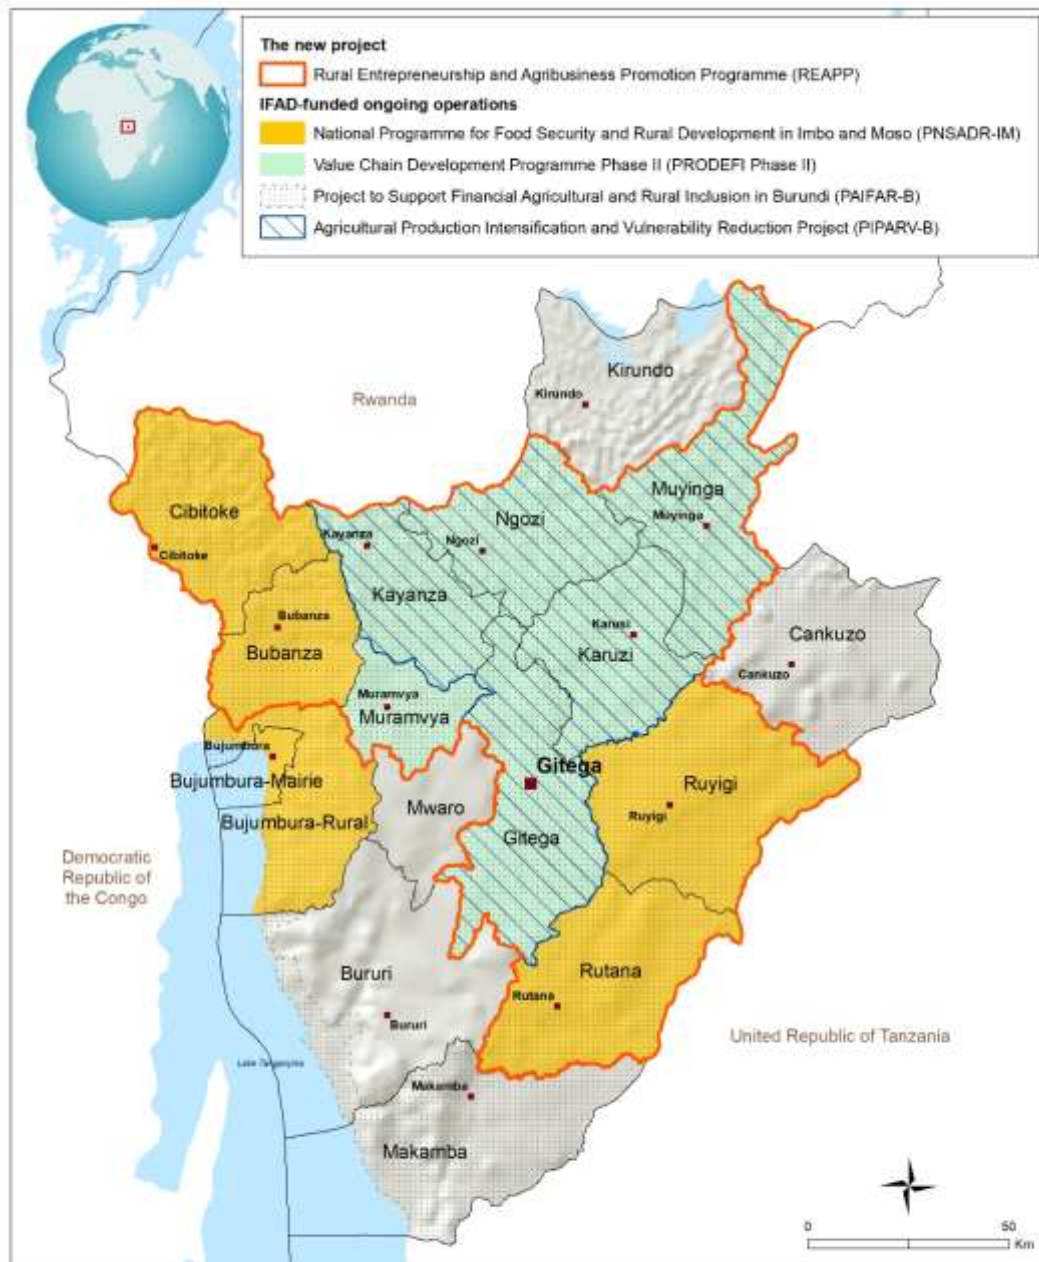 The new project
Rural Entrepreneurship and Agribusiness Promotion Programme (REAPP)
IFAD-funded ongoing operations
National Programme for Food Security and Rural Development in Imbo and Moso (PNSADR-IM)
Value Chain Development Programme Phase II (PRODEFI Phase II)
Project to Support Financial Agricultural and Rural Inclusion in Burundi (PAIFAR-B)
Agricultural Production Intensification and Vulnerability Reduction Project (PIPARV-B)
Kirundo
Kirundo
Rwanda
Muyinga
Muyinga
Cibitoke
Cibitoke
Ngozi
Ngozi
Kayanza
Kayanza
Bubanza
Bubanza
Karusi
Karuzi
Cankuzo
Cankuzo
Muramvya
Muramvya
Bujumbura
Bujumbura-Mairie
Gitega
Ruyigi
Ruyigi
Mwaro
Bujumbura-Rural
Gitega
Democratic
Republic of
the Congo
Bururi
Bururi
Rutana
Rutana
United Republic of Tanzania
Lake Tanganyika
Makamba
Makamba
0 50
Km